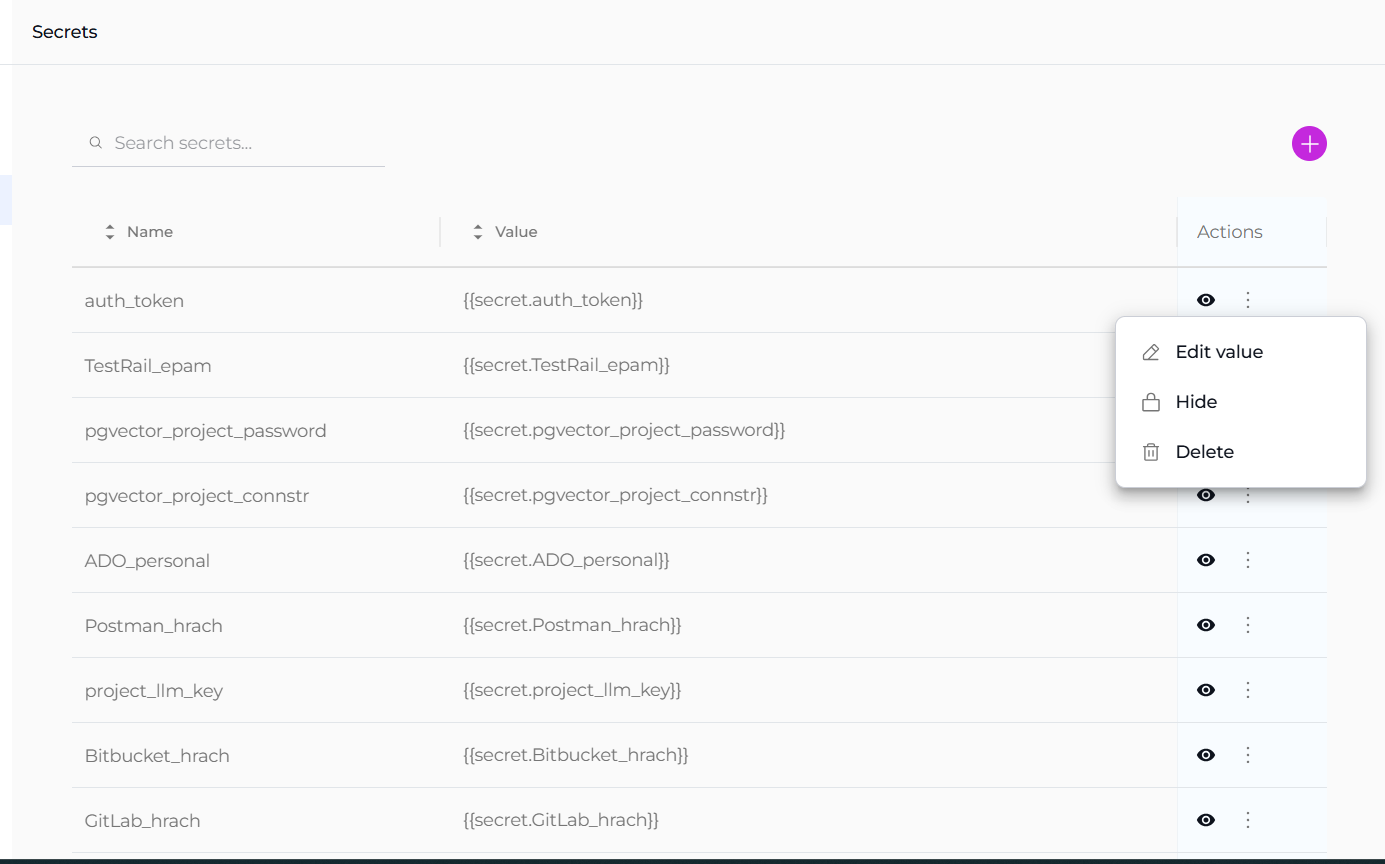 Secrets
Search secrets...
Name Value Actions
auth_token {{secret.auth_token}}
TestRail_epam {{secret.TestRail_epam}}
Edit value
pgvector_project_password {{secret.pgvector_project_password}}
Hide
Delete
pgvector_project_connstr {{secret.pgvector_project_connstr}}
ADO_personal {{secret.ADO_personal}}
Postman_hrach {{secret.Postman_hrach}}
project_llm_key {{secret.project_llm_key}}
Bitbucket_hrach {{secret.Bitbucket_hrach}}
GitLab_hrach {{secret.GitLab_hrach}}